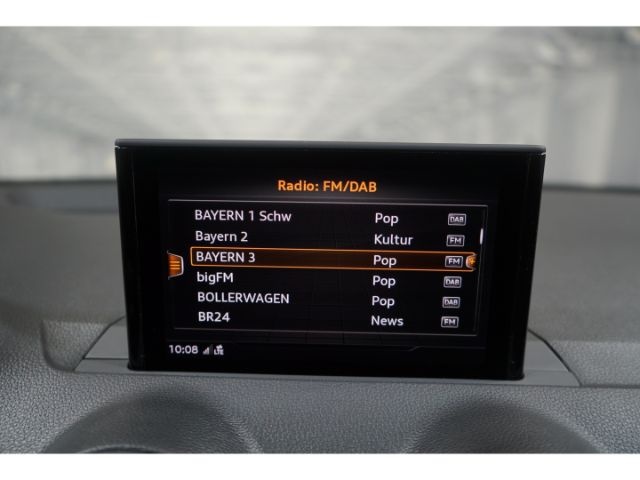 Radio: FM/DAB
BAYERN 1 Schw Pop DAB
Bayern 2 Kultur FM
BAYERN 3 Pop FM
bigFM Pop DAB
BOLLERWAGEN Pop DAB
BR24 News FM
10:08 LTE